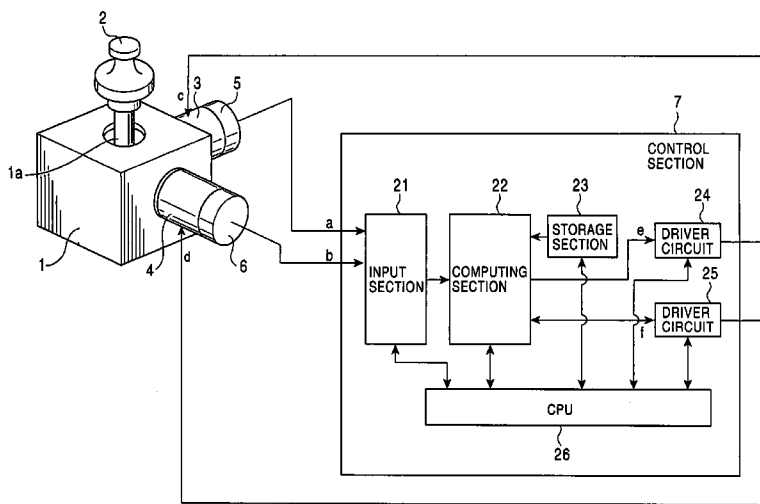 2
3
5
c
1a
1
4
d
6
7
CONTROL
SECTION
21
22
23
24
a
b
INPUT
SECTION
COMPUTING
SECTION
STORAGE
SECTION
e
DRIVER
CIRCUIT
25
f
DRIVER
CIRCUIT
CPU
26